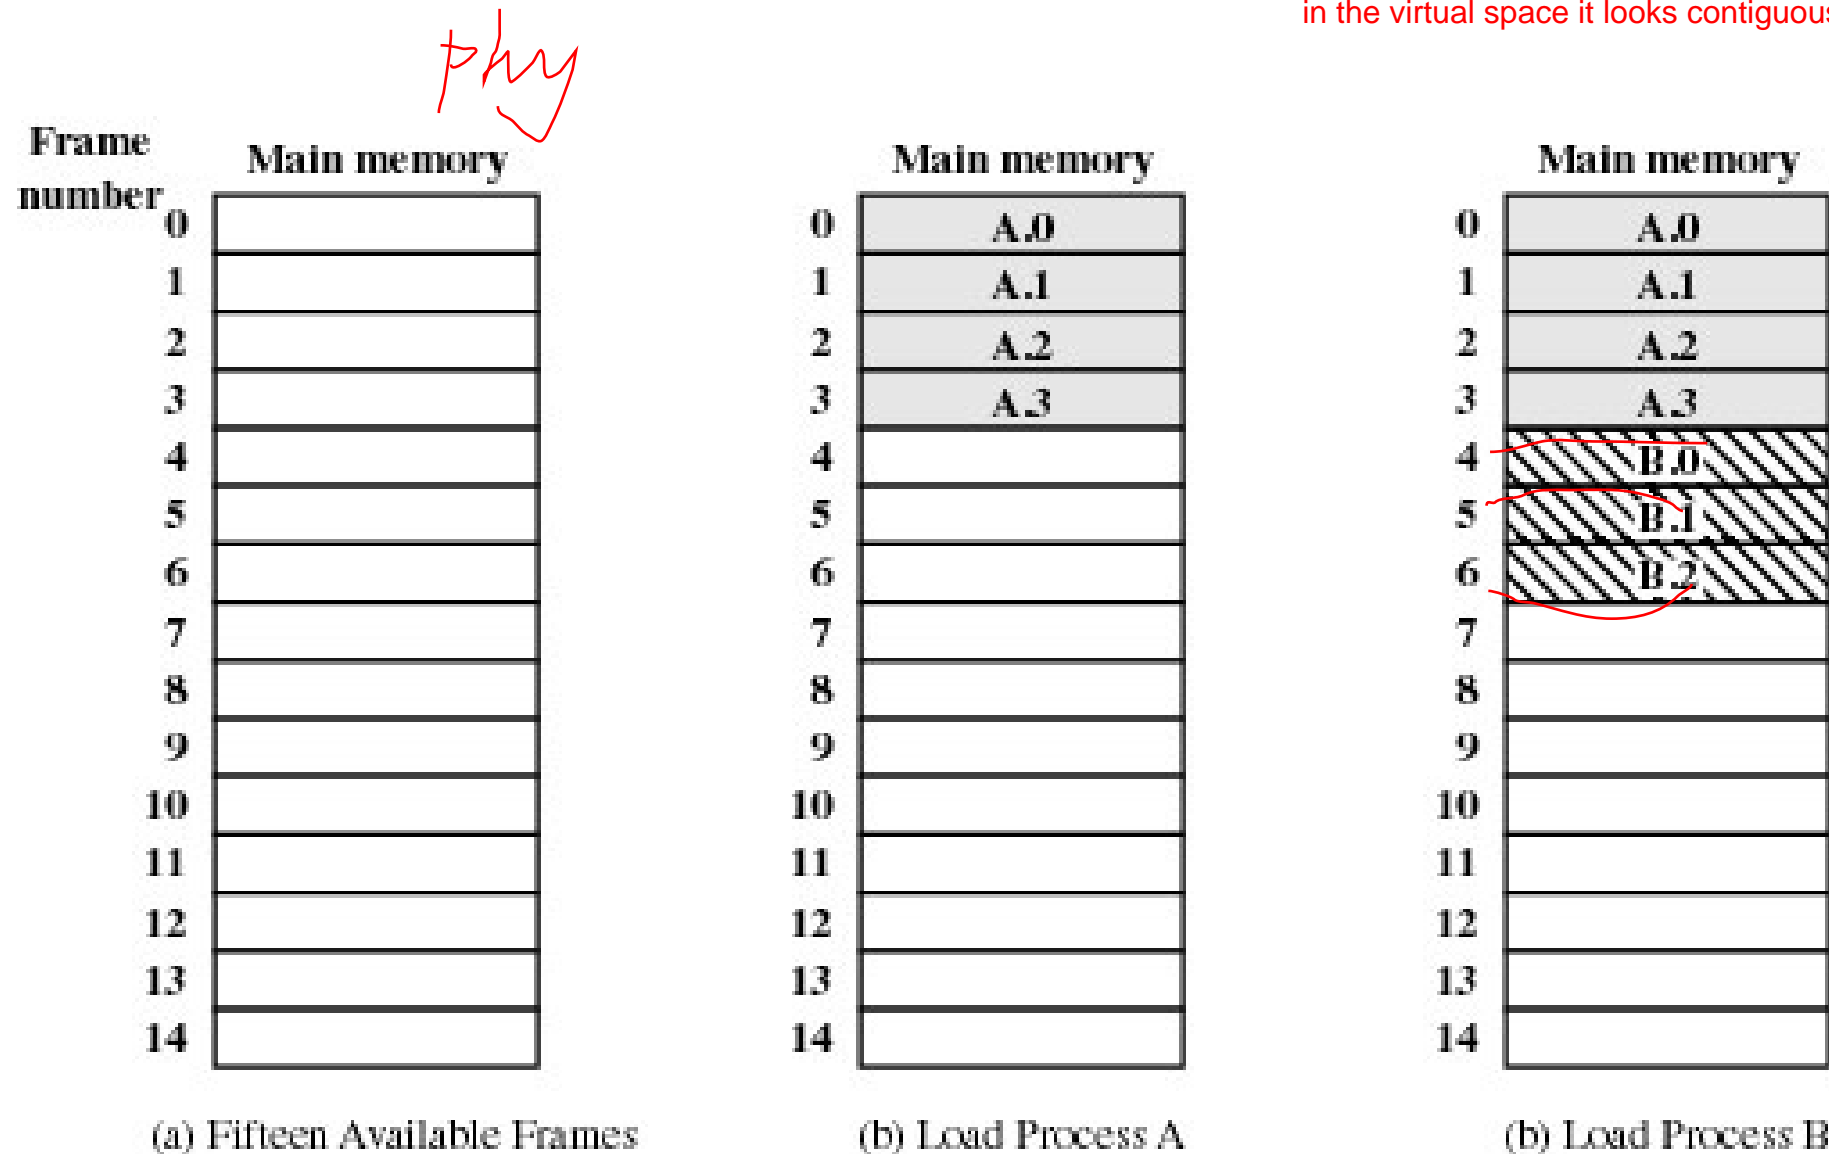 in the virtual space it looks contiguous
phy
Frame
number
Main memory
0
1
2
3
4
5
6
7
8
9
10
11
12
13
14
(a) Fifteen Available Frames
Main memory
0 A.0
1 A.1
2 A.2
3 A.3
4
5
6
7
8
9
10
11
12
13
14
(b) Load Process A
Main memory
0 A.0
1 A.1
2 A.2
3 A.3
4 B.0
5 B.1
6 B.2
7
8
9
10
11
12
13
14
(b) Load Process B